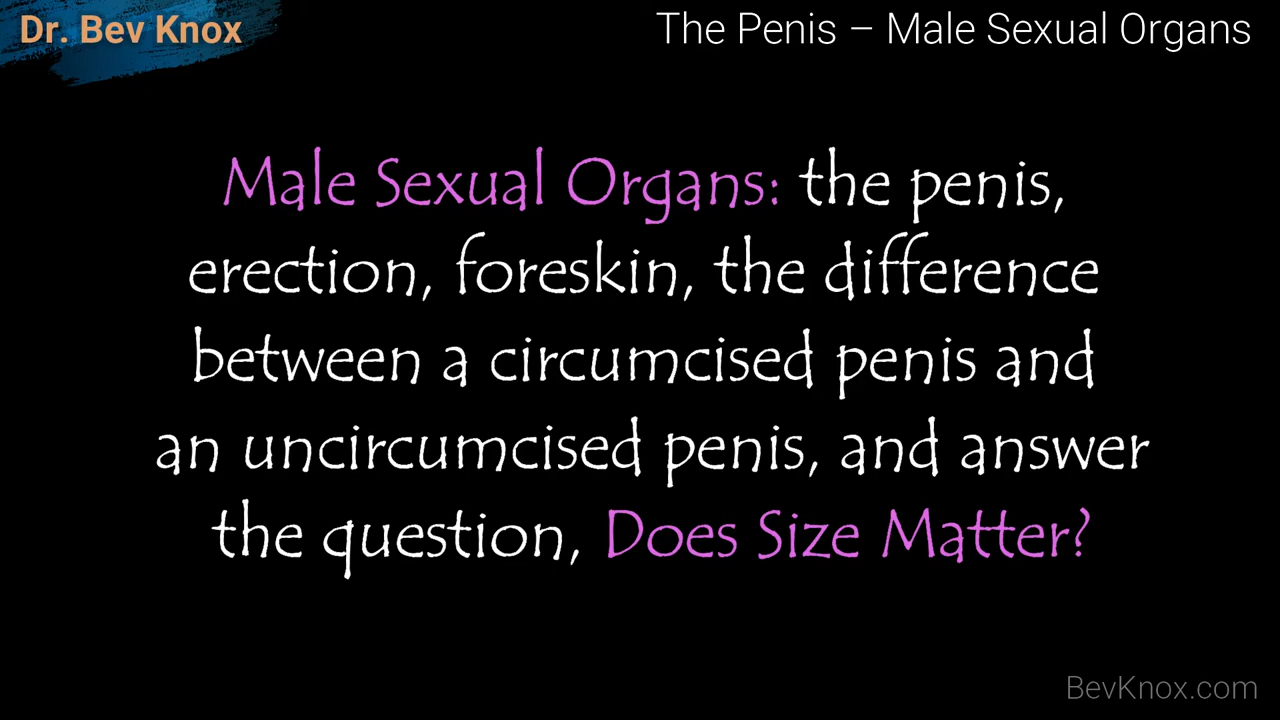 Dr. Bev Knox
The Penis – Male Sexual Organs
Male Sexual Organs: the penis,
erection, foreskin, the difference
between a circumcised penis and
an uncircumcised penis, and answer
the question, Does Size Matter?
BevKnox.com